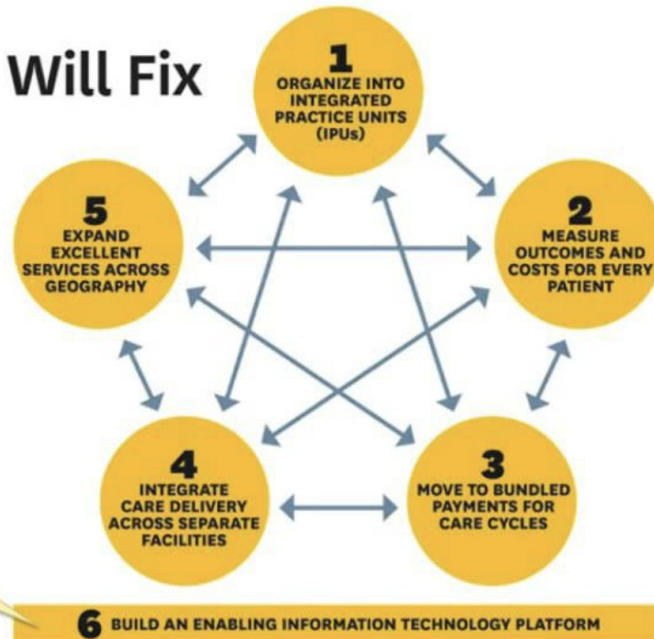 Will Fix
1
ORGANIZE INTO
INTEGRATED
PRACTICE UNITS
(IPUs)
2
MEASURE
OUTCOMES AND
COSTS FOR EVERY
PATIENT
3
MOVE TO BUNDLED
PAYMENTS FOR
CARE CYCLES
4
INTEGRATE
CARE DELIVERY
ACROSS SEPARATE
FACILITIES
5
EXPAND
EXCELLENT
SERVICES ACROSS
GEOGRAPHY
6 BUILD AN ENABLING INFORMATION TECHNOLOGY PLATFORM